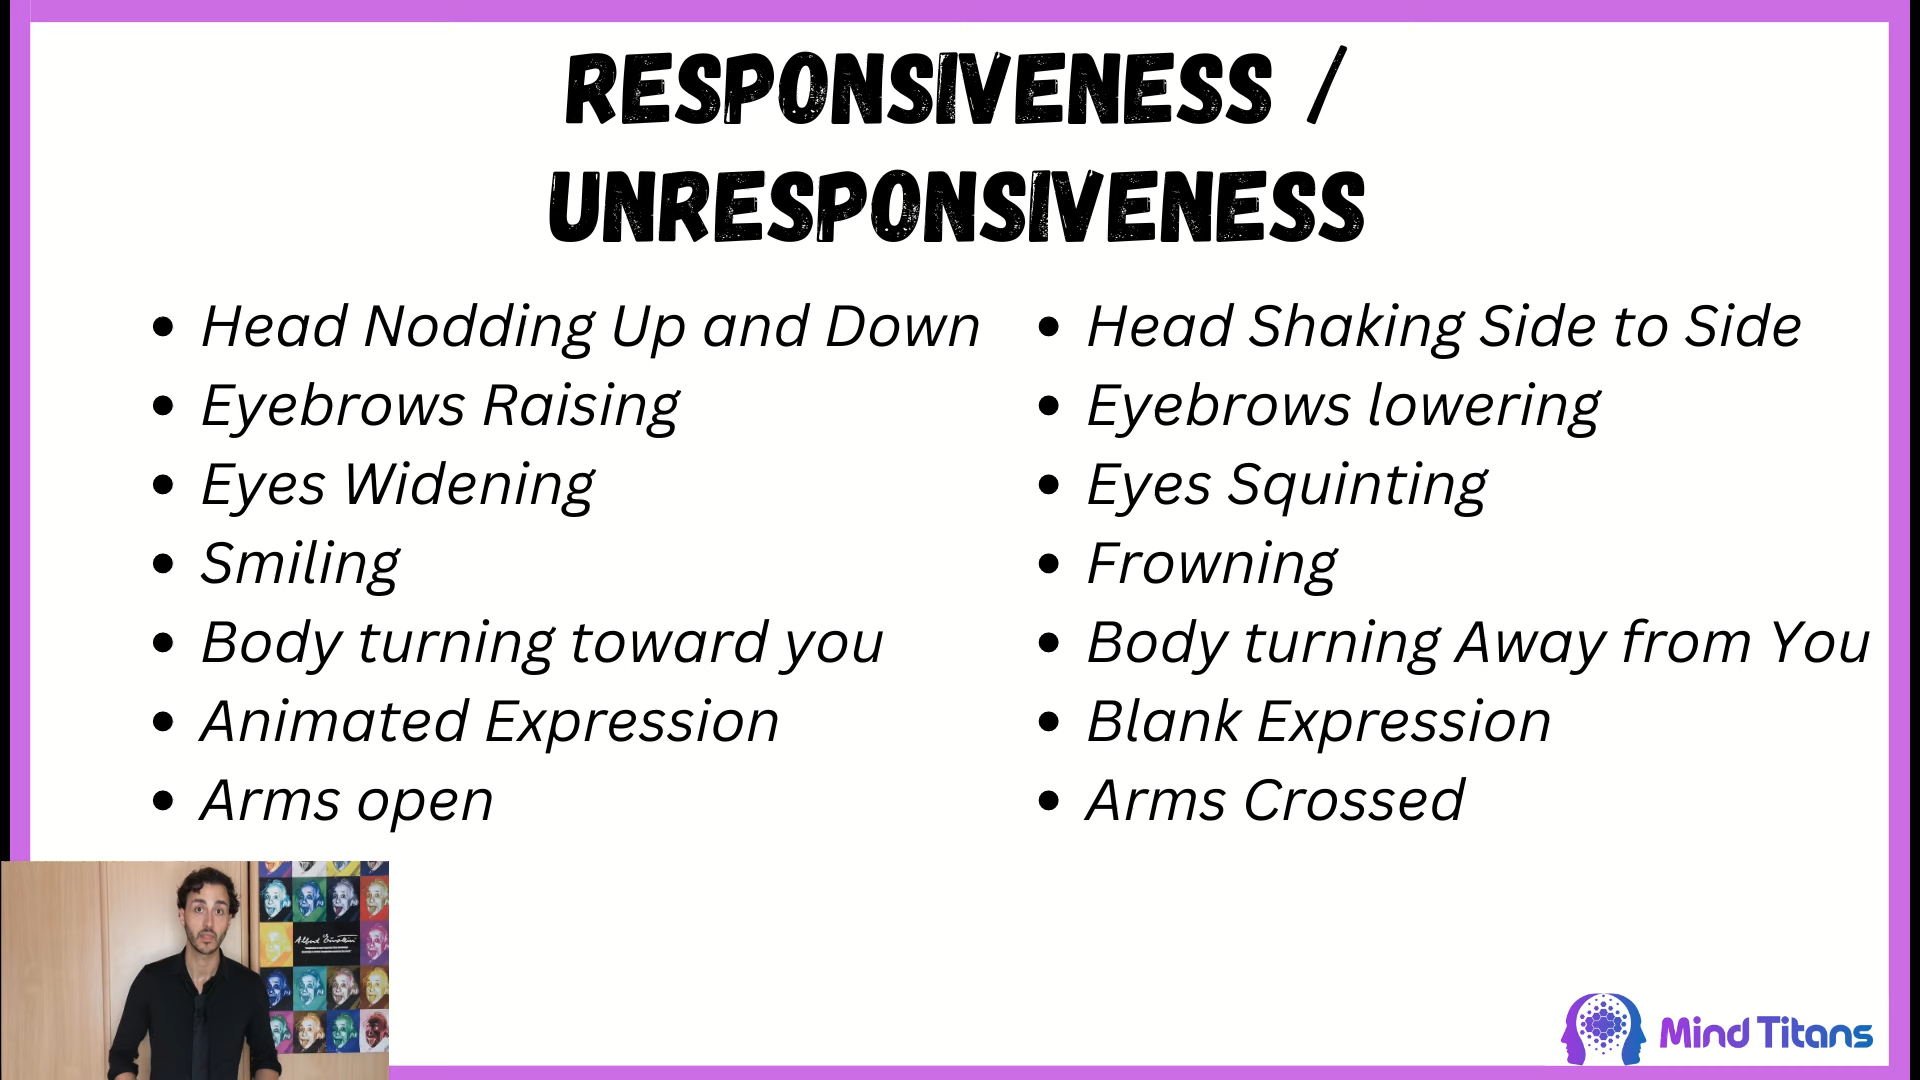 RESPONSIVENESS /
UNRESPONSIVENESS
Head Nodding Up and Down
Eyebrows Raising
Eyes Widening
Smiling
Body turning toward you
Animated Expression
Arms open
Head Shaking Side to Side
Eyebrows lowering
Eyes Squinting
Frowning
Body turning Away from You
Blank Expression
Arms Crossed
Albert Einstein
Mind Titans